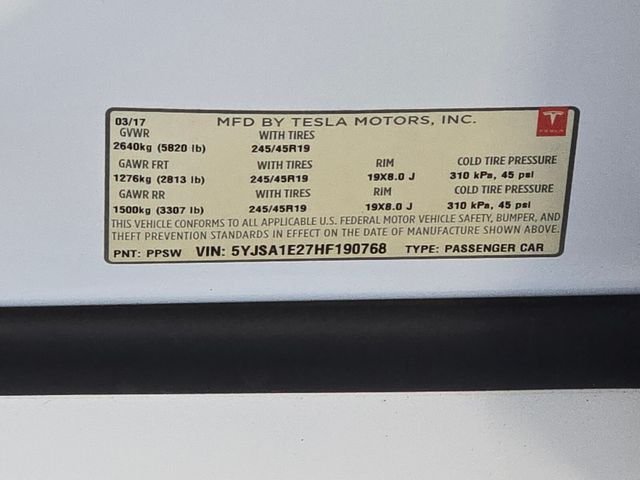 03/17 MFD BY TESLA MOTORS, INC.
TESLA
GVWR WITH TIRES
2640kg (5820 lb) 245/45R19
GAWR FRT WITH TIRES RIM COLD TIRE PRESSURE
1276kg (2813 lb) 245/45R19 19X8.0 J 310 kPa, 45 psi
GAWR RR WITH TIRES RIM COLD TIRE PRESSURE
1500kg (3307 lb) 245/45R19 19X8.0 J 310 kPa, 45 psi
THIS VEHICLE CONFORMS TO ALL APPLICABLE U.S. FEDERAL MOTOR VEHICLE SAFETY, BUMPER, AND
THEFT PREVENTION STANDARDS IN EFFECT ON THE DATE OF MANUFACTURE SHOWN ABOVE.
PNT: PPSW VIN: 5YJSA1E27HF190768 TYPE: PASSENGER CAR